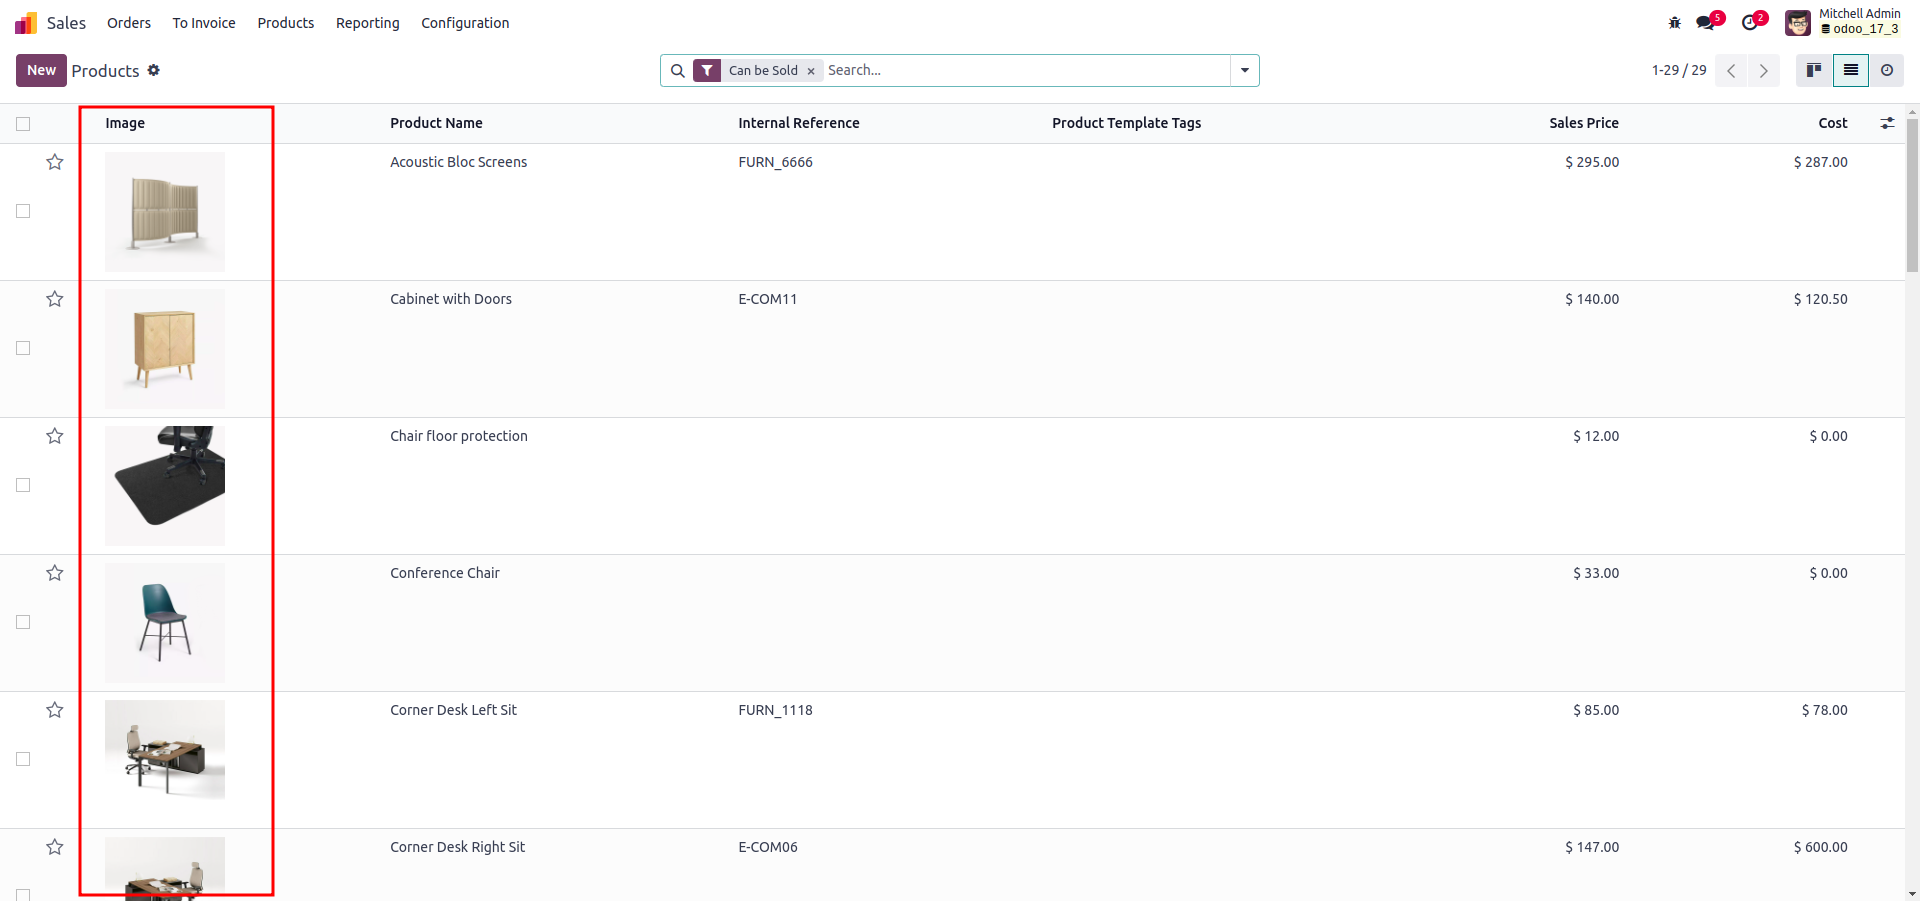 Sales Orders To Invoice Products Reporting Configuration 5 2 Mitchell Admin
odoo_17_3
New Products Can be Sold × Search... 1-29 / 29
Image Product Name Internal Reference Product Template Tags Sales Price Cost
Acoustic Bloc Screens FURN_6666 $ 295.00 $ 287.00
Cabinet with Doors E-COM11 $ 140.00 $ 120.50
Chair floor protection $ 12.00 $ 0.00
Conference Chair $ 33.00 $ 0.00
Corner Desk Left Sit FURN_1118 $ 85.00 $ 78.00
Corner Desk Right Sit E-COM06 $ 147.00 $ 600.00